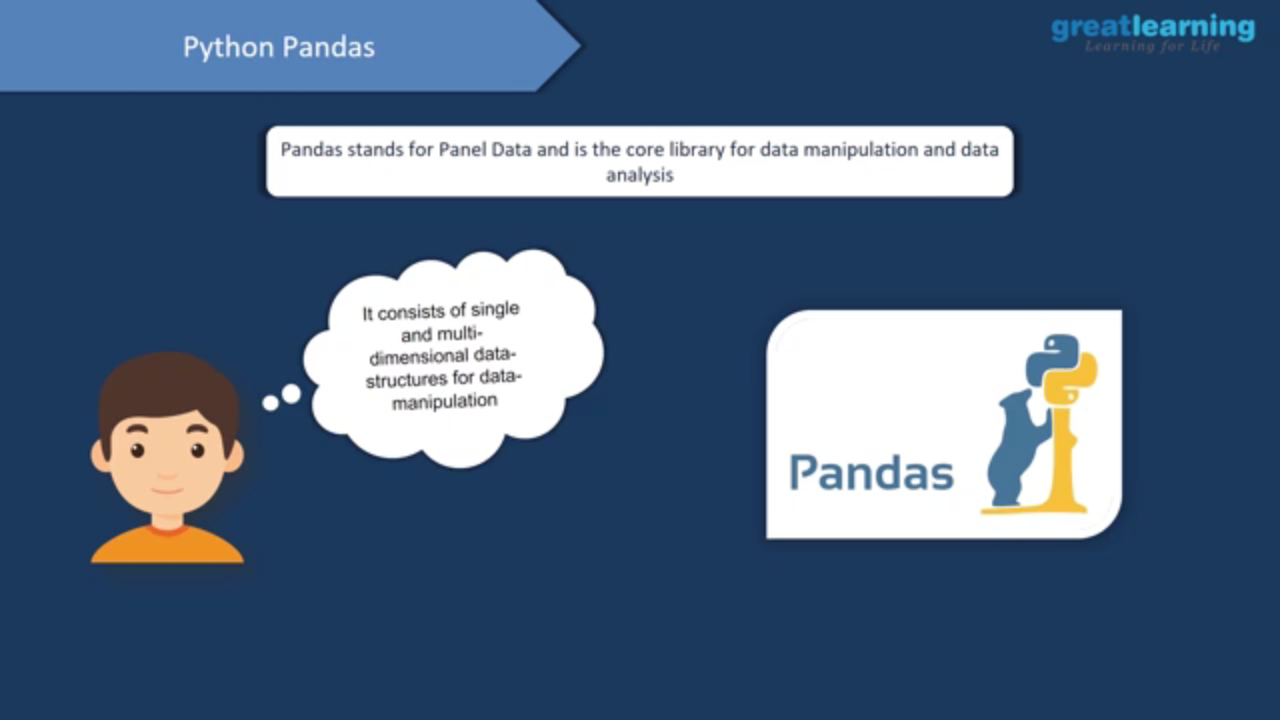 Python Pandas
greatlearning
Learning for Life
Pandas stands for Panel Data and is the core library for data manipulation and data
analysis
It consists of single
and multi-
dimensional data-
structures for data-
manipulation
Pandas